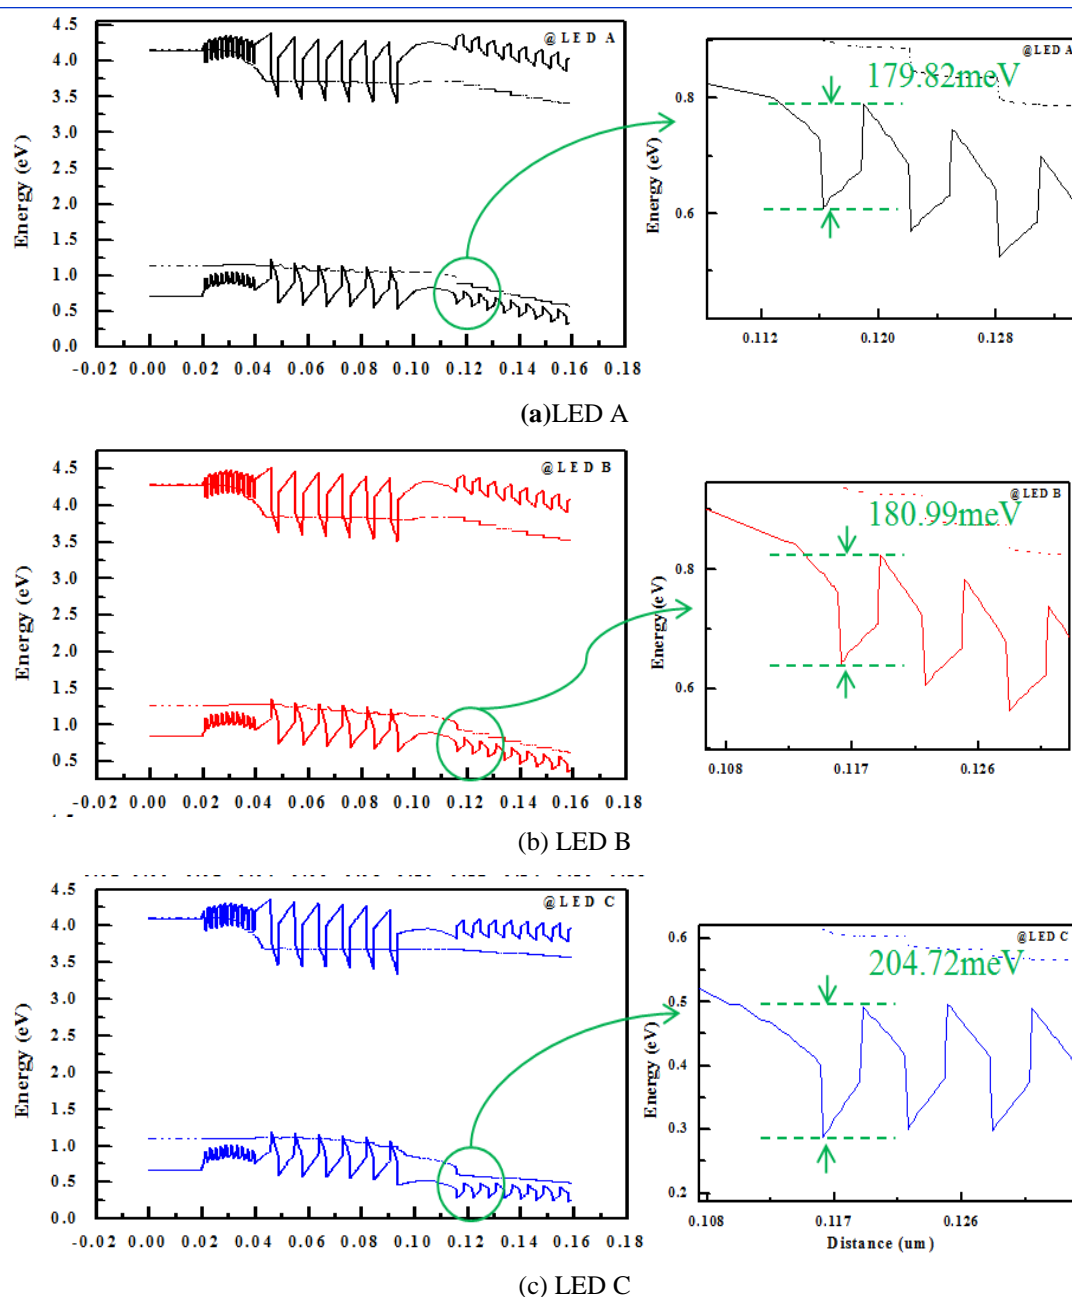 4.5
4.0
3.5
3.0
2.5
2.0
1.5
1.0
0.5
0.0
Energy (eV)
@LED A
-0.02 0.00 0.02 0.04 0.06 0.08 0.10 0.12 0.14 0.16 0.18
@LED A
179.82meV
0.8
0.6
Energy (eV)
0.112 0.120 0.128
(a)LED A
4.5
4.0
3.5
3.0
2.5
2.0
1.5
1.0
0.5
Energy (eV)
@LED B
-0.02 0.00 0.02 0.04 0.06 0.08 0.10 0.12 0.14 0.16 0.18
@LED B
180.99meV
0.8
0.6
Energy (eV)
0.108 0.117 0.126
(b) LED B
4.5
4.0
3.5
3.0
2.5
2.0
1.5
1.0
0.5
0.0
Energy (eV)
@LED C
-0.02 0.00 0.02 0.04 0.06 0.08 0.10 0.12 0.14 0.16 0.18
@LED C
204.72meV
0.6
0.5
0.4
0.3
0.2
Energy (eV)
0.108 0.117 0.126
Distance (um)
(c) LED C